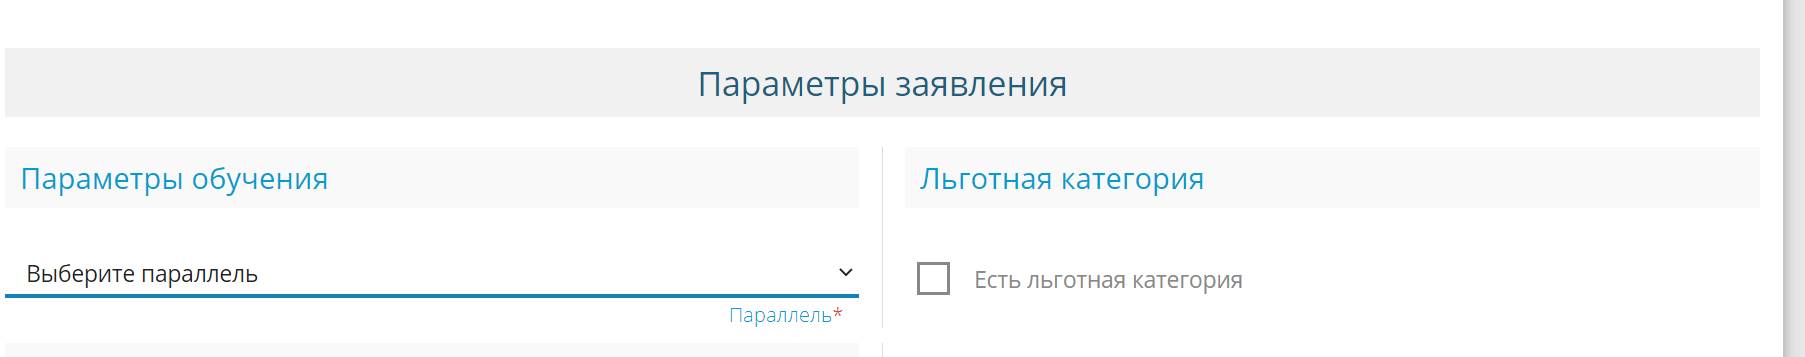 Параметры заявления
Параметры обучения
Выберите параллель
Параллель*
Льготная категория
Есть льготная категория